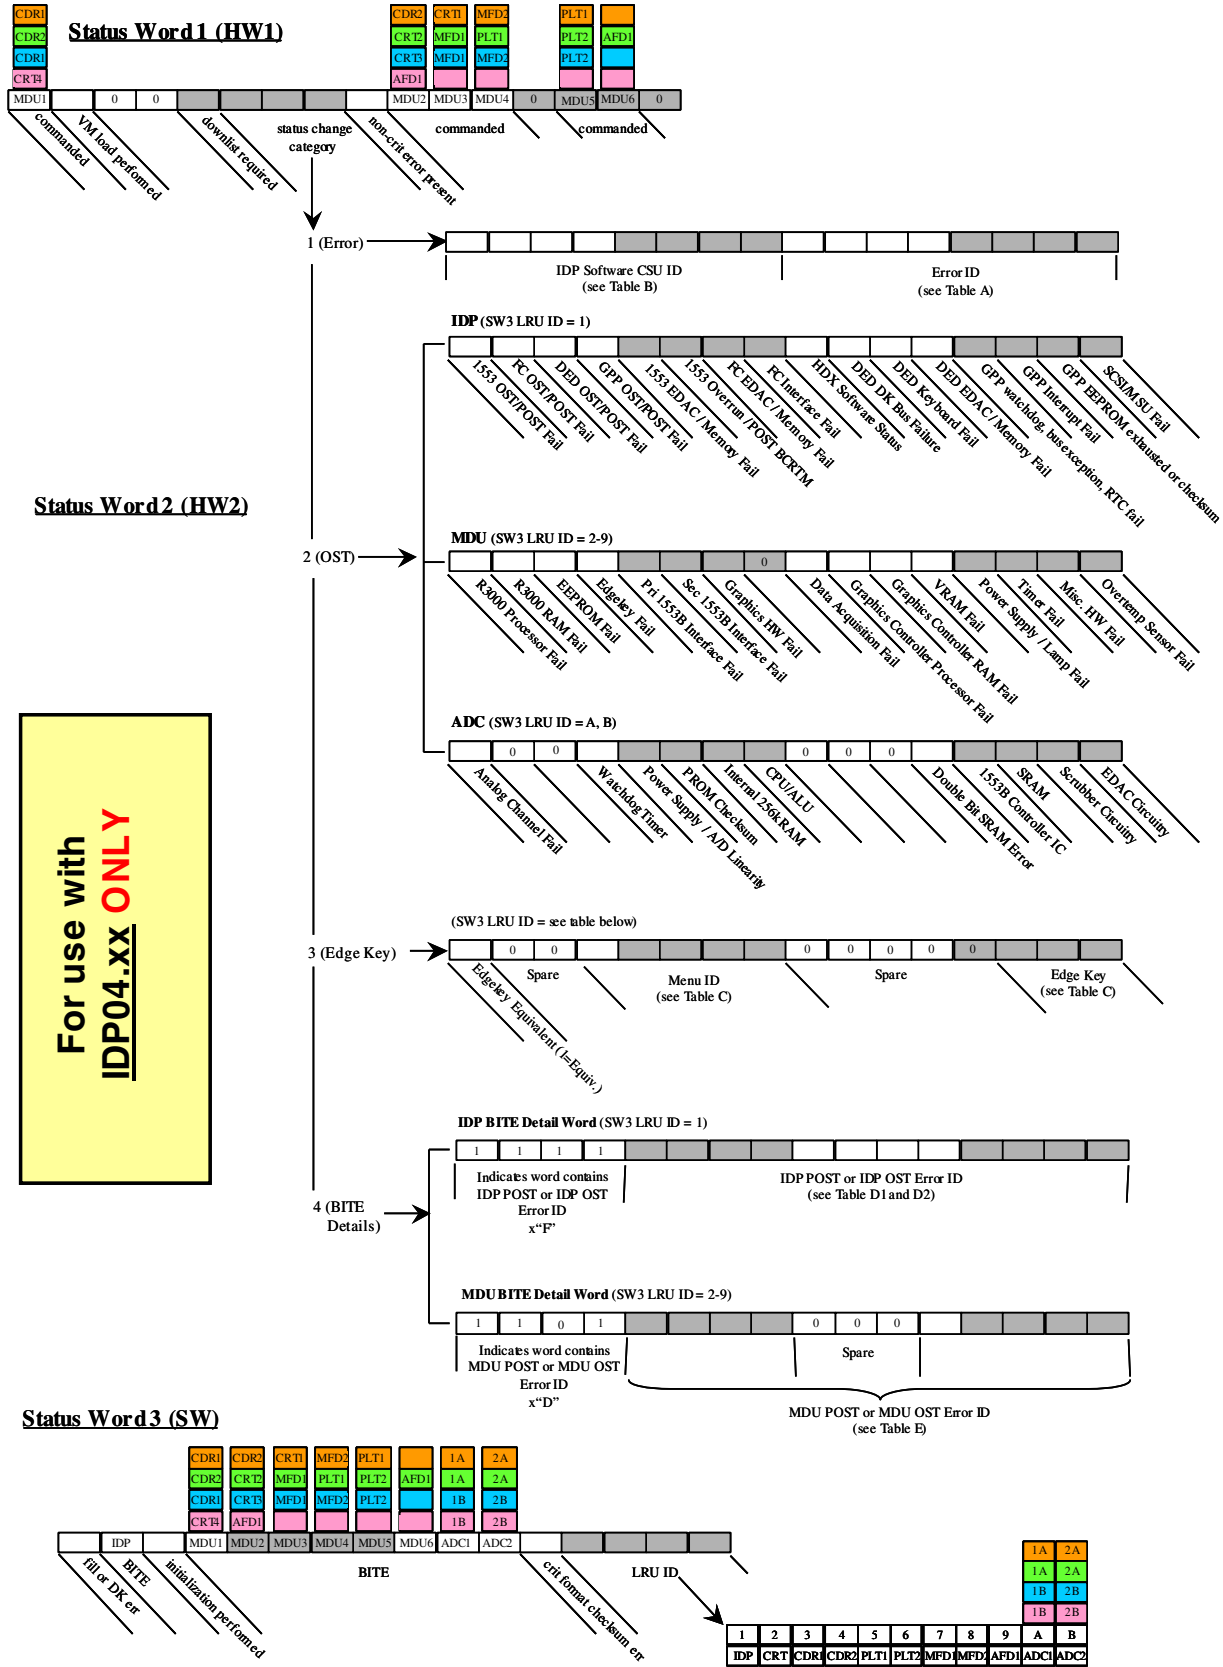 Status Word 1 (HW1)
CDR1 CDR2 CRT1 MFD2 PLT1
CDR2 CRT2 MFD1 PLT1 PLT2 AFD1
CDR1 CRT3 MFD1 MFD2 PLT2
CRT4 AFD1
MDU1 0 0 MDU2 MDU3 MDU4 0 MDU5 MDU6 0
commanded
VM load performed
downlist required
status change
category
non-crit error present
commanded
commanded
1 (Error)
IDP Software CSU ID
(see Table B)
Error ID
(see Table A)
IDP (SW3 LRU ID = 1)
1553 OST/POST Fail
FC OST/POST Fail
DED OST/POST Fail
GPP OST/POST Fail
1553 EDAC / Memory Fail
1553 Overrun / POST BCRTM
FC EDAC / Memory Fail
FC Interface Fail
HDX Software Status
DED DK Bus Failure
DED Keyboard Fail
DED EDAC / Memory Fail
GPP watchdog, bus exception, RTC fail
GPP Interrupt Fail
GPP EEPROM exhausted or checksum
SCSI/MSU Fail
Status Word 2 (HW2)
2 (OST)
MDU (SW3 LRU ID = 2-9)
0
R3000 Processor Fail
R3000 RAM Fail
EEPROM Fail
Edgekey Fail
Pri 1553B Interface Fail
Sec 1553B Interface Fail
Graphics HW Fail
Data Acquisition Fail
Graphics Controller Processor Fail
Graphics Controller RAM Fail
VRAM Fail
Power Supply / Lamp Fail
Timer Fail
Misc. HW Fail
Overtemp Sensor Fail
ADC (SW3 LRU ID = A, B)
0 0 0 0 0
Analog Channel Fail
Watchdog Timer
Power Supply / A/D Linearity
PROM Checksum
Internal 256k RAM
CPU/ALU
Double Bit SRAM Error
1553B Controller IC
SRAM
Scrubber Circuitry
EDAC Circuitry
For use with
IDP04.xx ONLY
(SW3 LRU ID = see table below)
3 (Edge Key)
0 0 0 0 0 0 0
Edgekey Equivalent (1=Equiv.)
Spare
Menu ID
(see Table C)
Spare
Edge Key
(see Table C)
IDP BITE Detail Word (SW3 LRU ID = 1)
1 1 1 1
Indicates word contains
IDP POST or IDP OST
Error ID
x“F”
IDP POST or IDP OST Error ID
(see Table D1 and D2)
4 (BITE
Details)
MDU BITE Detail Word (SW3 LRU ID = 2-9)
1 1 0 1 0 0 0
Indicates word contains
MDU POST or MDU OST
Error ID
x“D”
Spare
MDU POST or MDU OST Error ID
(see Table E)
Status Word 3 (SW)
CDR1 CDR2 CRT1 MFD2 PLT1 1A 2A
CDR2 CRT2 MFD1 PLT1 PLT2 AFD1 1A 2A
CDR1 CRT3 MFD1 MFD2 PLT2 1B 2B
CRT4 AFD1 1B 2B
IDP MDU1 MDU2 MDU3 MDU4 MDU5 MDU6 ADC1 ADC2
fill or DK err
BITE
initialization performed
BITE
crit format checksum err
LRU ID
1A 2A
1A 2A
1B 2B
1B 2B
1 2 3 4 5 6 7 8 9 A B
IDP CRT CDR1 CDR2 PLT1 PLT2 MFD1 MFD2 AFD1 ADC1 ADC2